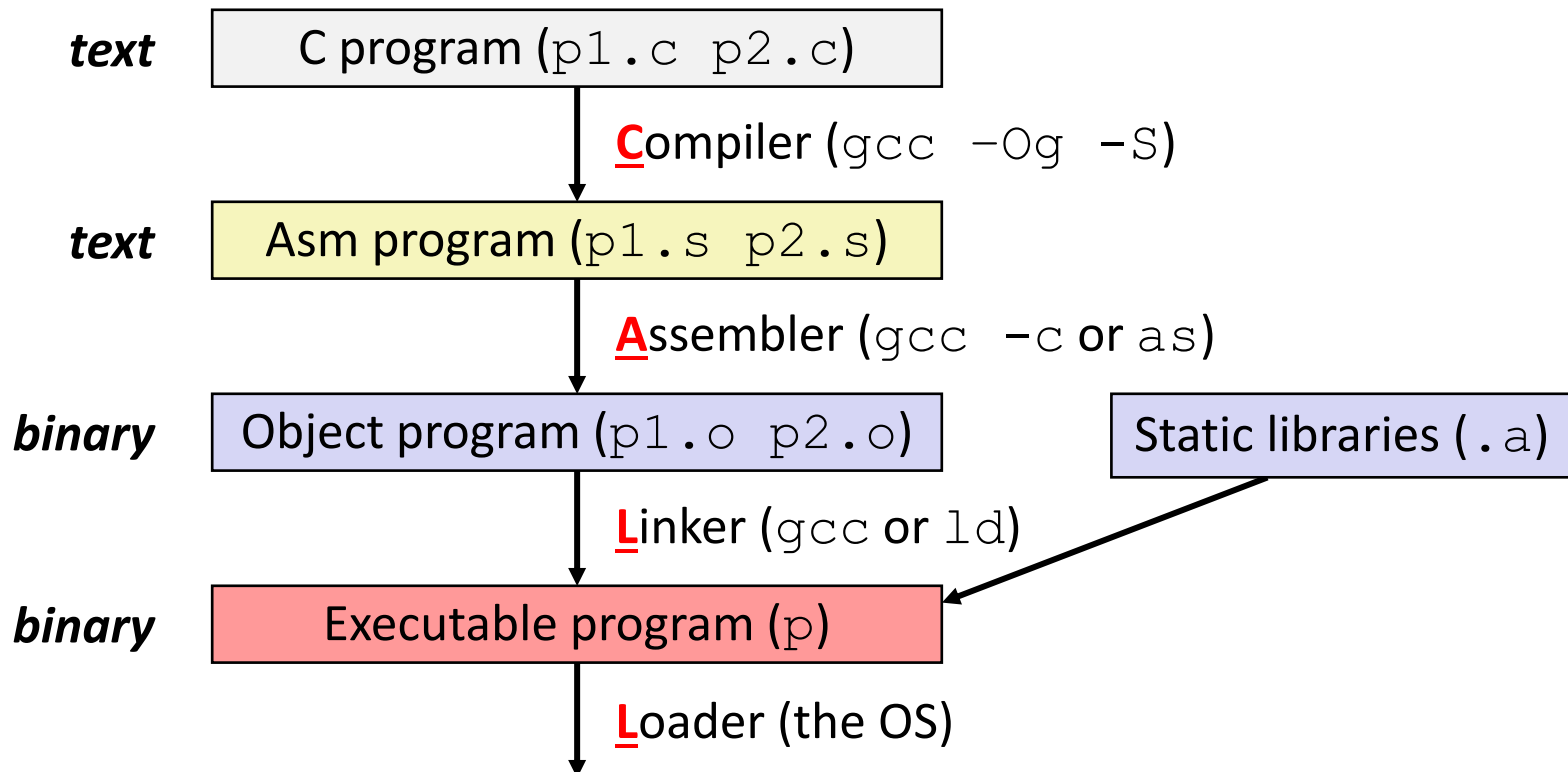 text C program (p1.c p2.c)
Compiler (gcc –Og –S)
text Asm program (p1.s p2.s)
Assembler (gcc –c or as)
binary Object program (p1.o p2.o) Static libraries (.a)
Linker (gcc or ld)
binary Executable program (p)
Loader (the OS)